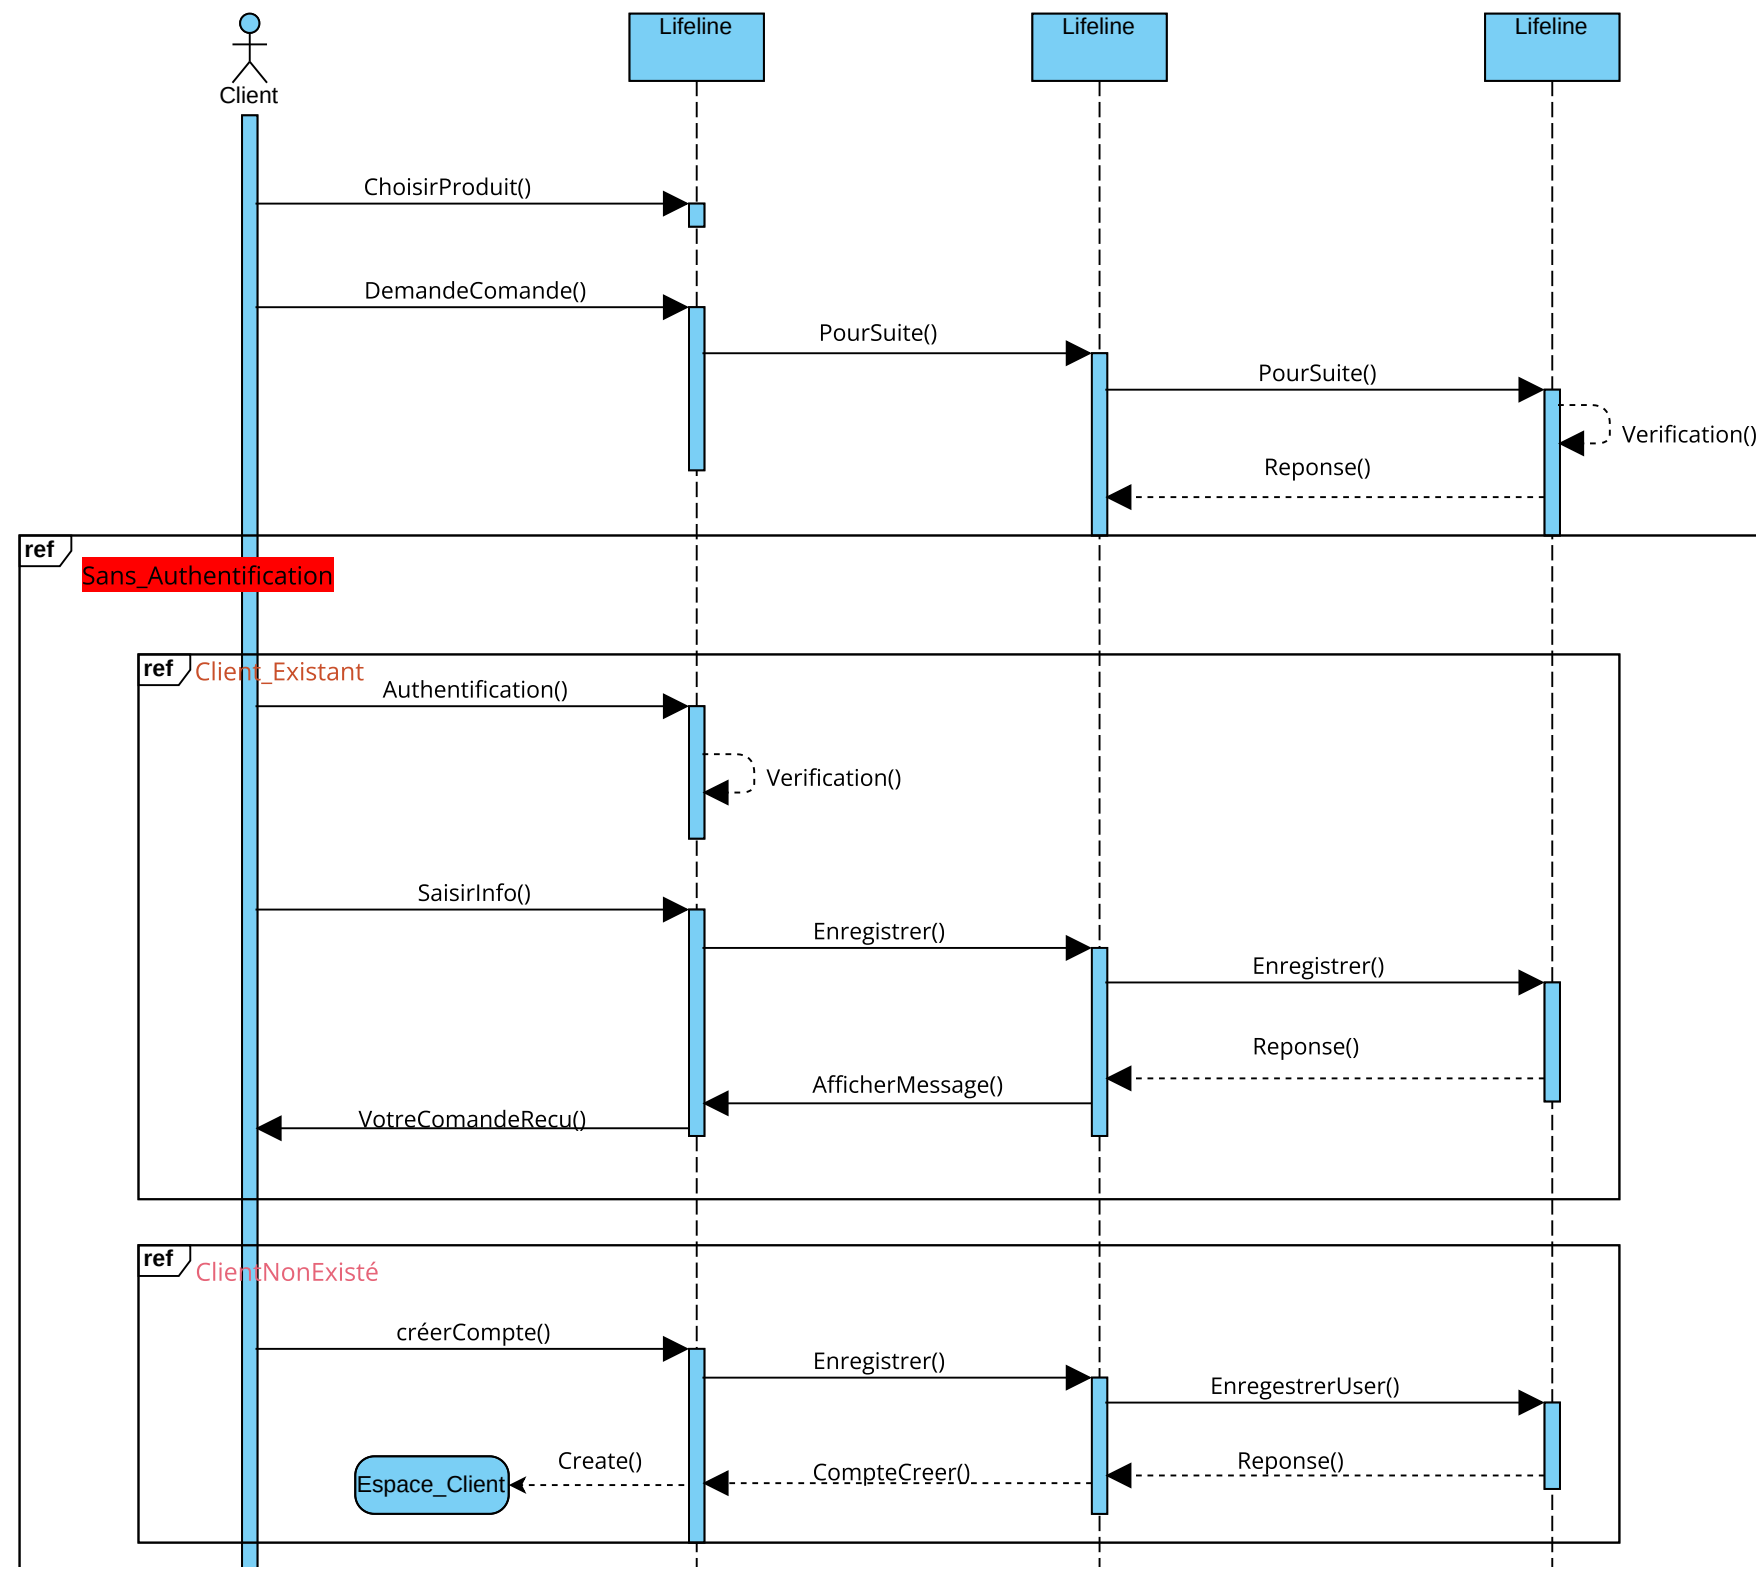 Lifeline
Lifeline
Lifeline
Client
ChoisirProduit()
DemandeComande()
PourSuite()
PourSuite()
Verification()
Reponse()
ref
Sans_Authentification
ref
Client_Existant
Authentification()
Verification()
SaisirInfo()
Enregistrer()
Enregistrer()
Reponse()
AfficherMessage()
VotreComandeRecu()
ref
ClientNonExisté
créerCompte()
Enregistrer()
EnregestrerUser()
Create()
CompteCreer()
Reponse()
Espace_Client